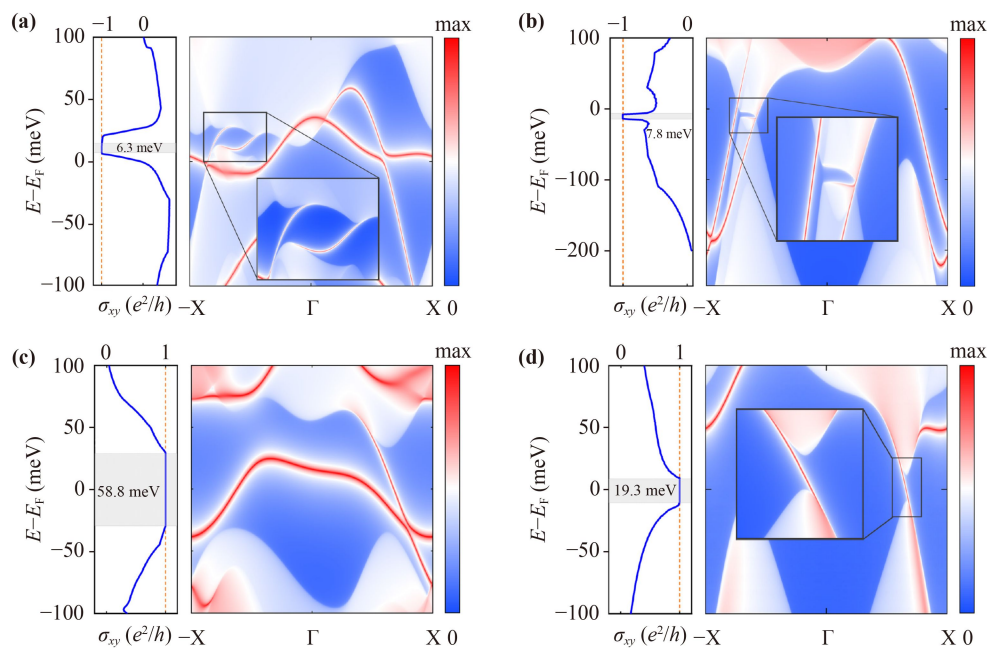 (a)
−1 0
max
100
50
0
−50
−100
E−E_F (meV)
6.3 meV
σ_xy (e²/h)
−X Γ X 0
(b)
−1 0
max
100
0
−100
−200
E−E_F (meV)
7.8 meV
σ_xy (e²/h)
−X Γ X 0
(c)
0 1
max
100
50
0
−50
−100
E−E_F (meV)
58.8 meV
σ_xy (e²/h)
−X Γ X 0
(d)
0 1
max
100
50
0
−50
−100
E−E_F (meV)
19.3 meV
σ_xy (e²/h)
−X Γ X 0